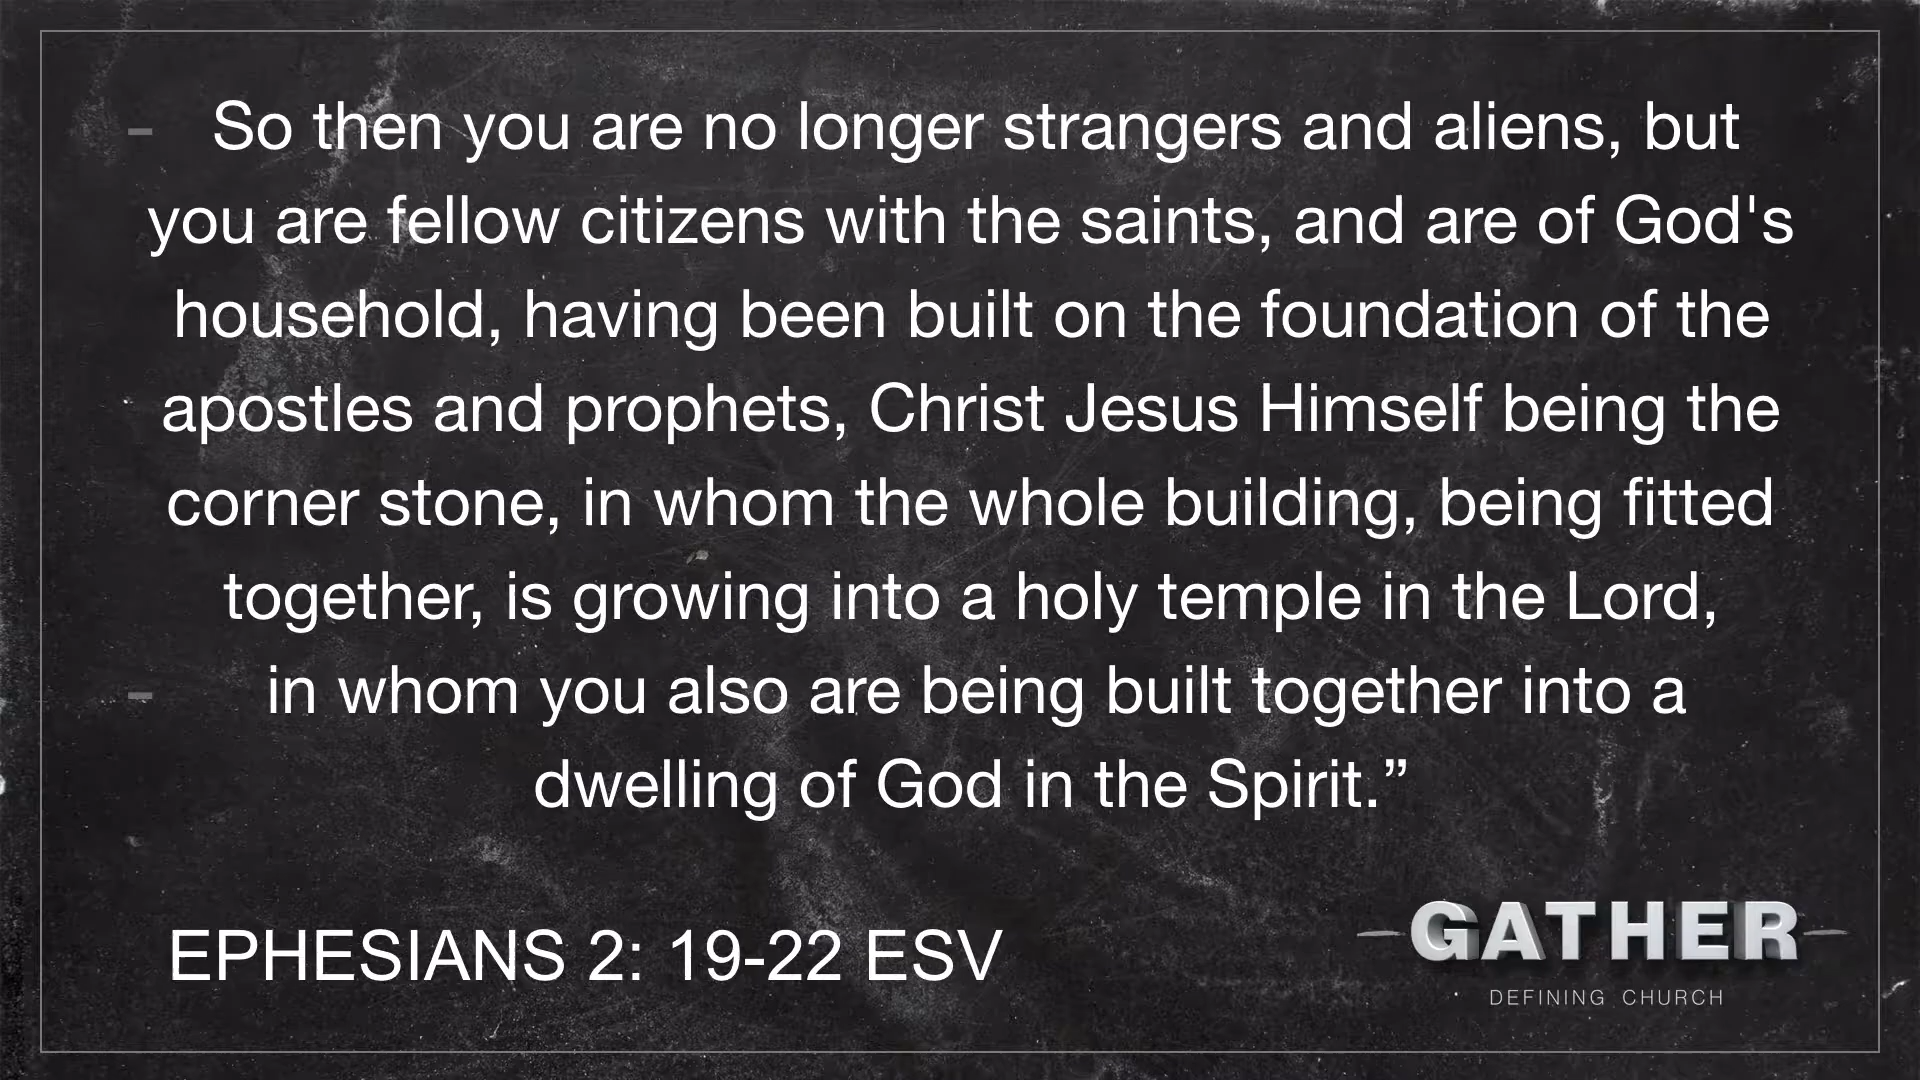 - So then you are no longer strangers and aliens, but
you are fellow citizens with the saints, and are of God's
household, having been built on the foundation of the
apostles and prophets, Christ Jesus Himself being the
corner stone, in whom the whole building, being fitted
together, is growing into a holy temple in the Lord,
- in whom you also are being built together into a
dwelling of God in the Spirit.”
EPHESIANS 2: 19-22 ESV
GATHER
DEFINING CHURCH